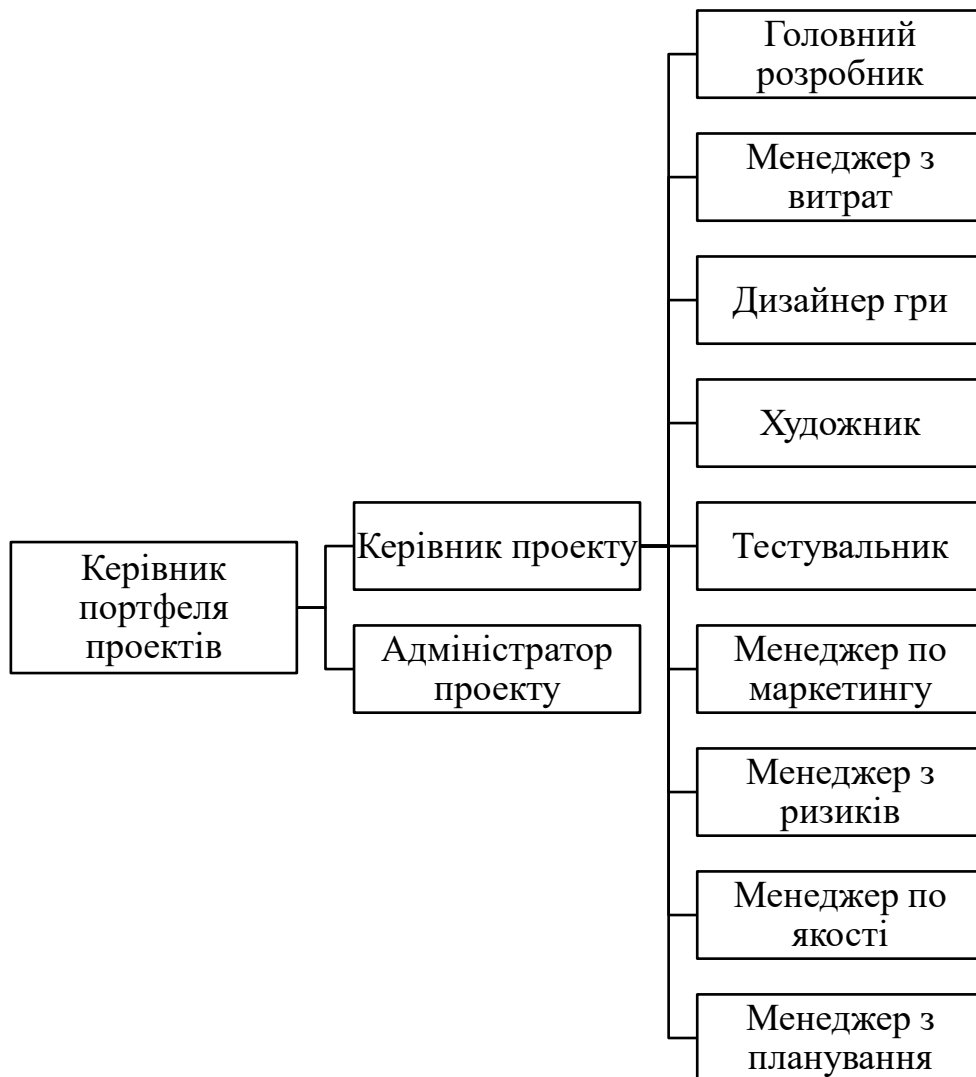 Головний
розробник
Менеджер з
витрат
Дизайнер гри
Художник
Керівник проекту
Тестувальник
Керівник
портфеля
проектів
Адміністратор
проекту
Менеджер по
маркетингу
Менеджер з
ризиків
Менеджер по
якості
Менеджер з
планування